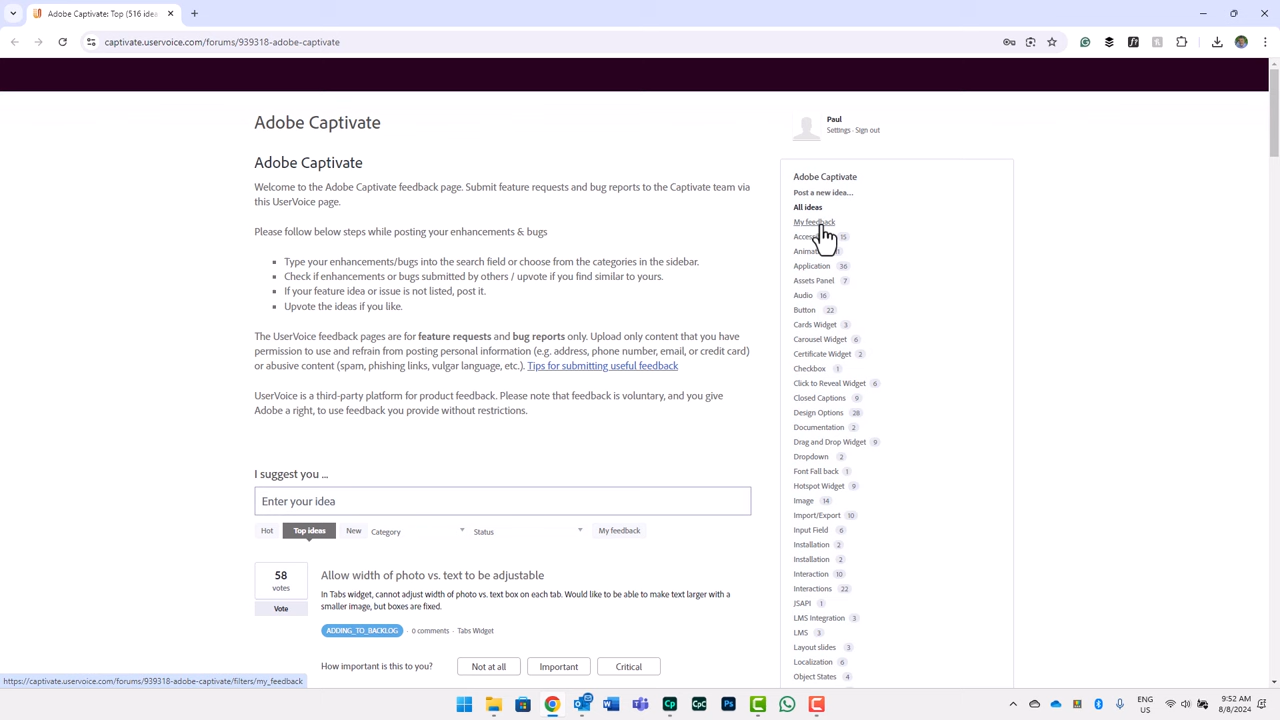 Adobe Captivate: Top (516 idea
captivate.uservoice.com/forums/939318-adobe-captivate
Adobe Captivate
Paul
Settings · Sign out
Adobe Captivate
Welcome to the Adobe Captivate feedback page. Submit feature requests and bug reports to the Captivate team via
this UserVoice page.
Please follow below steps while posting your enhancements & bugs
Type your enhancements/bugs into the search field or choose from the categories in the sidebar.
Check if enhancements or bugs submitted by others / upvote if you find similar to yours.
If your feature idea or issue is not listed, post it.
Upvote the ideas if you like.
The UserVoice feedback pages are for feature requests and bug reports only. Upload only content that you have
permission to use and refrain from posting personal information (e.g. address, phone number, email, or credit card)
or abusive content (spam, phishing links, vulgar language, etc.). Tips for submitting useful feedback
UserVoice is a third-party platform for product feedback. Please note that feedback is voluntary, and you give
Adobe a right, to use feedback you provide without restrictions.
I suggest you ...
Enter your idea
Hot Top ideas New Category Status My feedback
58
votes
Vote
Allow width of photo vs. text to be adjustable
In Tabs widget, cannot adjust width of photo vs. text box on each tab. Would like to be able to make text larger with a
smaller image, but boxes are fixed.
ADDING_TO_BACKLOG · 0 comments · Tabs Widget
How important is this to you? Not at all Important Critical
Adobe Captivate
Post a new idea…
All ideas
My feedback
15
Application 36
Assets Panel 7
Audio 16
Button 22
Cards Widget 3
Carousel Widget 6
Certificate Widget 2
Checkbox 1
Click to Reveal Widget 6
Closed Captions 9
Design Options 28
Documentation 2
Drag and Drop Widget 9
Dropdown 2
Font Fall back 1
Hotspot Widget 9
Image 14
Import/Export 10
Input Field 6
Installation 2
Installation 2
Interaction 10
Interactions 22
JSAPI 1
LMS Integration 3
LMS 3
Layout slides 3
Localization 6
Object States 4
https://captivate.uservoice.com/forums/939318-adobe-captivate/filters/my_feedback
Cp
CpC
Ps
ENG
US
9:52 AM
8/8/2024